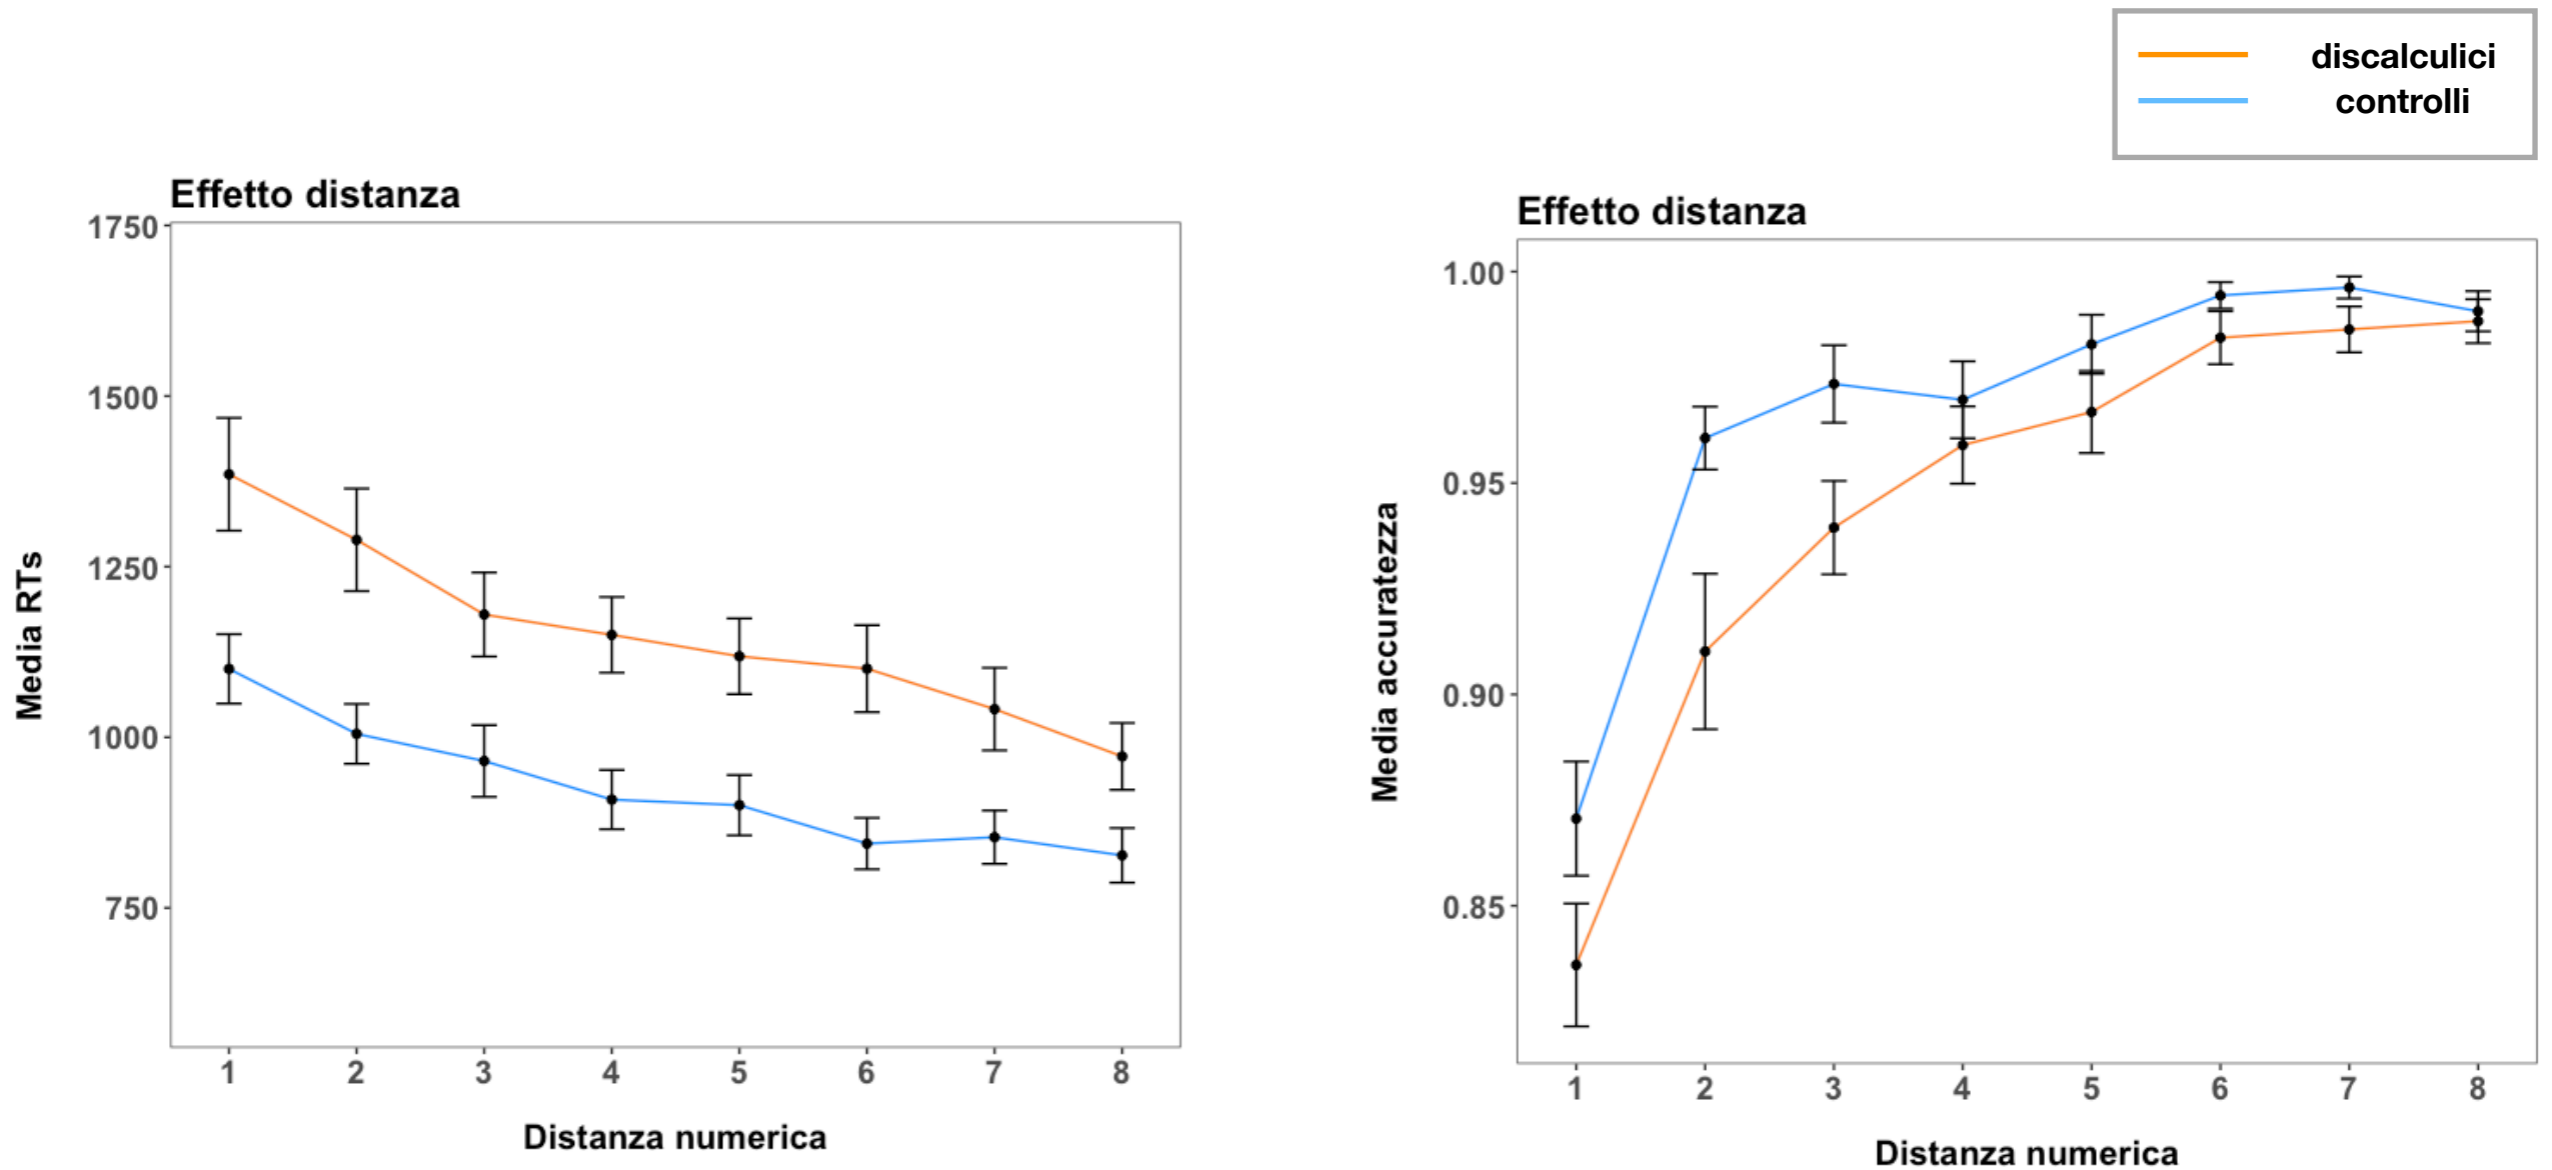 discalculici
controlli
Effetto distanza
1750
1500
1250
1000
750
Media RTs
1 2 3 4 5 6 7 8
Distanza numerica
Effetto distanza
1.00
0.95
0.90
0.85
Media accuratezza
1 2 3 4 5 6 7 8
Distanza numerica